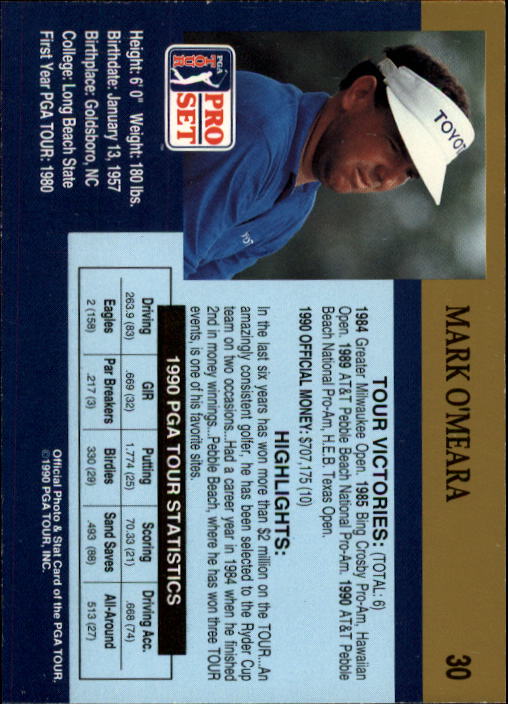 MARK O'MEARA 30
TOYOT
PGA
TOUR
PRO
SET
Height: 6' 0" Weight: 180 lbs.
Birthdate: January 13, 1957
Birthplace: Goldsboro, NC
College: Long Beach State
First Year PGA TOUR: 1980
TOUR VICTORIES: (TOTAL: 6)
1984 Greater Milwaukee Open. 1985 Bing Crosby Pro-Am, Hawaiian
Open. 1989 AT&T Pebble Beach National Pro-Am. 1990 AT&T Pebble
Beach National Pro-Am, H.E.B. Texas Open.
1990 OFFICIAL MONEY: $707,175 (10)
HIGHLIGHTS:
In the last six years has won more than $2 million on the TOUR...An
amazingly consistent golfer, he has been selected to the Ryder Cup
team on two occasions...Had a career year in 1984 when he finished
2nd in money winnings...Pebble Beach, where he has won three TOUR
events, is one of his favorite sites.
1990 PGA TOUR STATISTICS
Driving GIR Putting Scoring Driving Acc.
263.9 (83) .669 (32) 1.774 (25) 70.33 (21) .668 (74)
Eagles Par Breakers Birdies Sand Saves All-Around
2 (158) .217 (3) 330 (29) .493 (88) 513 (27)
Official Photo & Stat Card of the PGA TOUR.
©1990 PGA TOUR, INC.